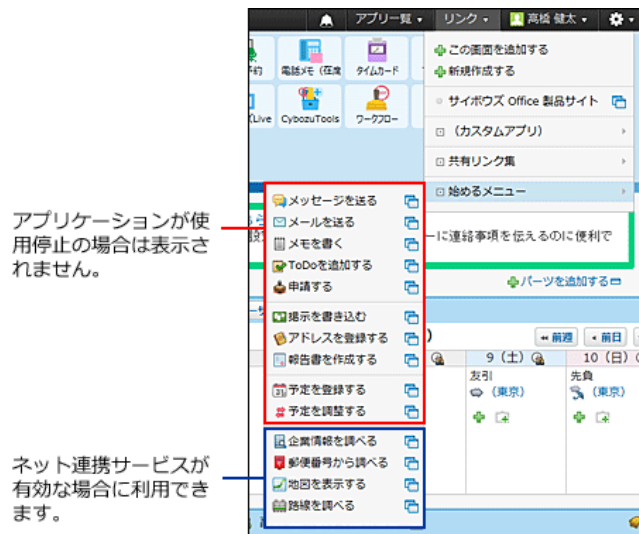 アプリ一覧
リンク
高橋 健太
電話メモ（在席
タイムカード
Live
CybozuTools
ワークフロー
この画面を追加する
新規作成する
サイボウズ Office 製品サイト
（カスタムアプリ）
共有リンク集
始めるメニュー
アプリケーションが使
用停止の場合は表示さ
れません。
メッセージを送る
メールを送る
メモを書く
ToDoを追加する
申請する
掲示を書き込む
アドレスを登録する
報告書を作成する
予定を登録する
予定を調整する
ーに連絡事項を伝えるのに便利で
パーツを追加する
前週
前日
9（土）
10（日）
友引
先負
（東京）
（東京）
ネット連携サービスが
有効な場合に利用でき
ます。
企業情報を調べる
郵便番号から調べる
地図を表示する
路線を調べる